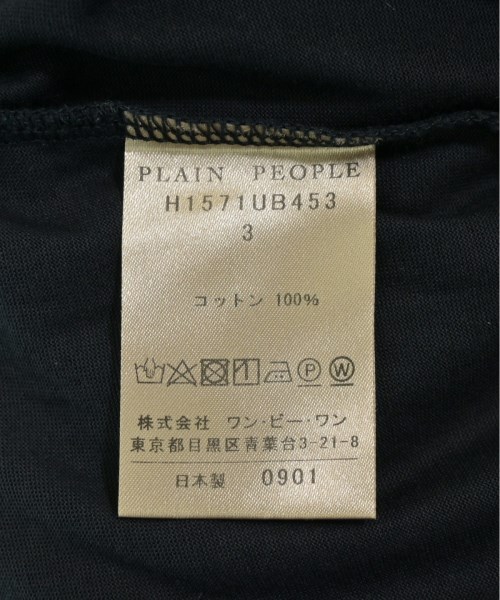 PLAIN PEOPLE
H1571UB453
3
コットン 100%
P W
株式会社 ワン・ビー・ワン
東京都目黒区青葉台3-21-8
日本製 0901